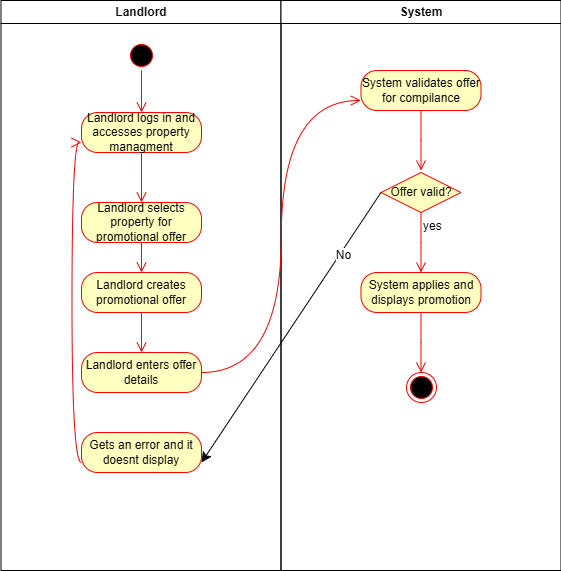 Landlord
System
Landlord logs in and
accesses property
managment
Landlord selects
property for
promotional offer
Landlord creates
promotional offer
Landlord enters offer
details
Gets an error and it
doesnt display
System validates offer
for compilance
Offer valid?
yes
No
System applies and
displays promotion